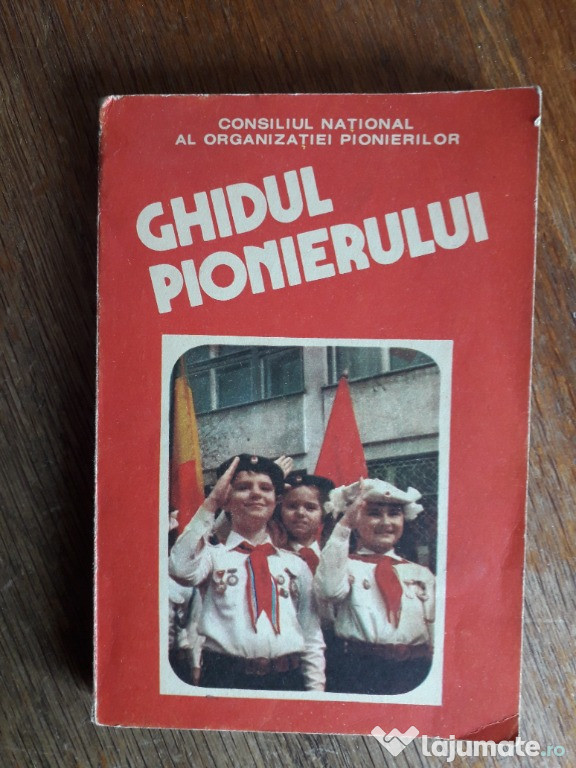 CONSILIUL NAȚIONAL
AL ORGANIZAȚIEI PIONIERILOR
GHIDUL
PIONIERULUI
lajumate.ro